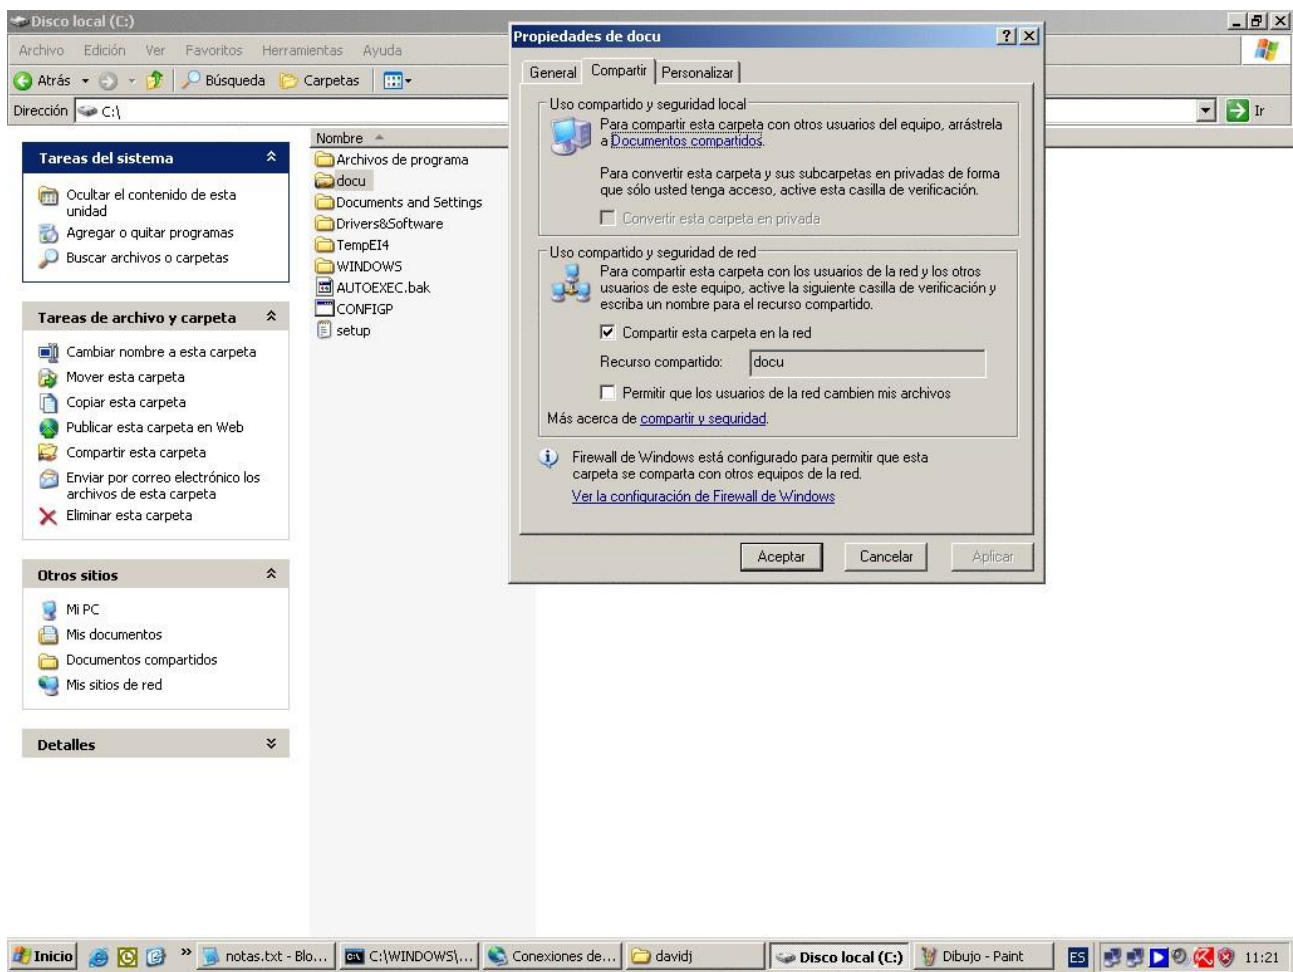 Disco local (C:)
Archivo Edición Ver Favoritos Herramientas Ayuda
Atrás Búsqueda Carpetas
Dirección C:\ Ir
Tareas del sistema
Ocultar el contenido de esta
unidad
Agregar o quitar programas
Buscar archivos o carpetas
Tareas de archivo y carpeta
Cambiar nombre a esta carpeta
Mover esta carpeta
Copiar esta carpeta
Publicar esta carpeta en Web
Compartir esta carpeta
Enviar por correo electrónico los
archivos de esta carpeta
Eliminar esta carpeta
Otros sitios
Mi PC
Mis documentos
Documentos compartidos
Mis sitios de red
Detalles
Nombre
Archivos de programa
docu
Documents and Settings
Drivers&Software
TempEI4
WINDOWS
AUTOEXEC.bak
CONFIGP
setup
Propiedades de docu
General Compartir Personalizar
Uso compartido y seguridad local
Para compartir esta carpeta con otros usuarios del equipo, arrástrela
a Documentos compartidos.
Para convertir esta carpeta y sus subcarpetas en privadas de forma
que sólo usted tenga acceso, active esta casilla de verificación.
Convertir esta carpeta en privada
Uso compartido y seguridad de red
Para compartir esta carpeta con los usuarios de la red y los otros
usuarios de este equipo, active la siguiente casilla de verificación y
escriba un nombre para el recurso compartido.
Compartir esta carpeta en la red
Recurso compartido: docu
Permitir que los usuarios de la red cambien mis archivos
Más acerca de compartir y seguridad.
Firewall de Windows está configurado para permitir que esta
carpeta se comparta con otros equipos de la red.
Ver la configuración de Firewall de Windows
Aceptar Cancelar Aplicar
Inicio » notas.txt - Blo... C:\WINDOWS\... Conexiones de... davidj Disco local (C:) Dibujo - Paint ES 11:21